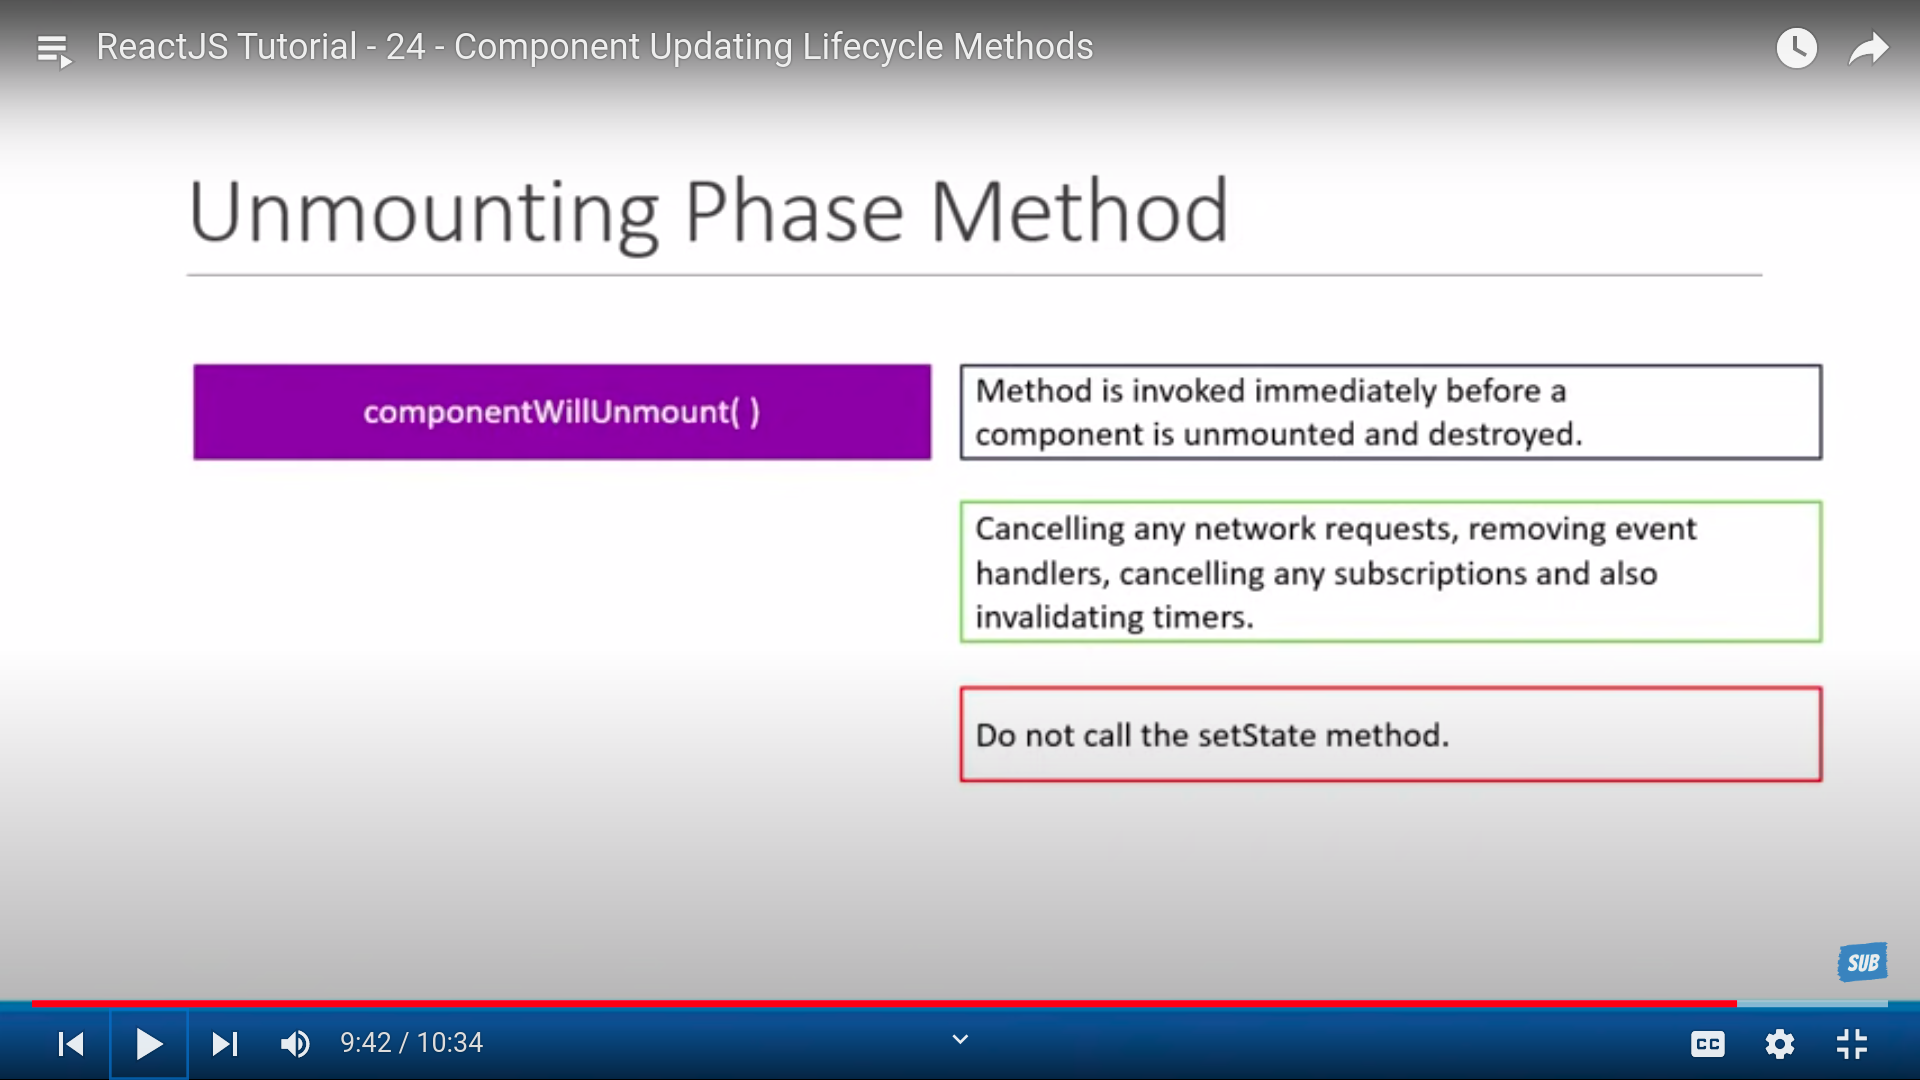 ReactJS Tutorial - 24 - Component Updating Lifecycle Methods
Unmounting Phase Method
componentWillUnmount( )
Method is invoked immediately before a
component is unmounted and destroyed.
Cancelling any network requests, removing event
handlers, cancelling any subscriptions and also
invalidating timers.
Do not call the setState method.
SUB
9:42 / 10:34
CC